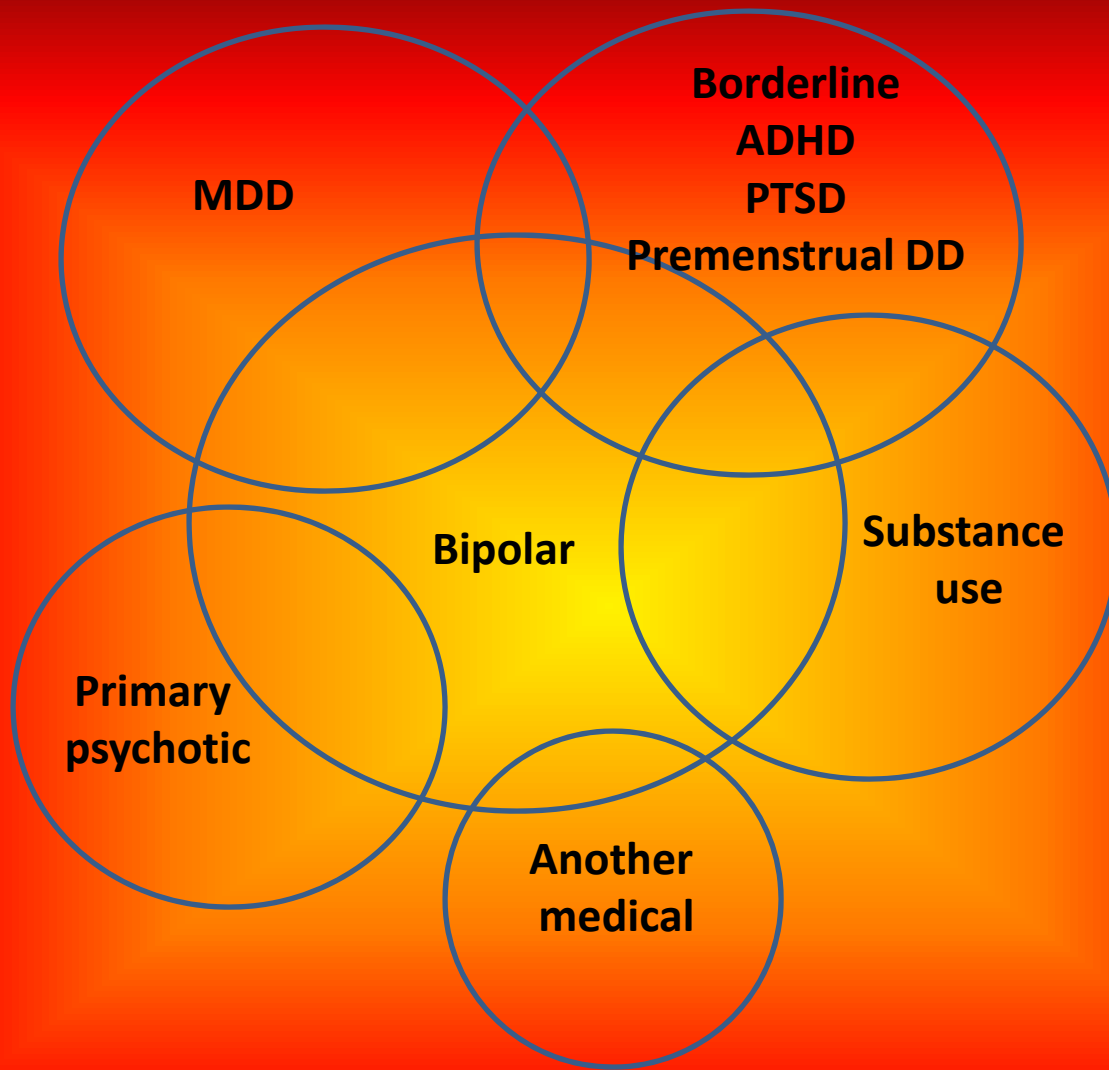 Borderline
ADHD
PTSD
Premenstrual DD
MDD
Bipolar
Substance
use
Primary
psychotic
Another
medical